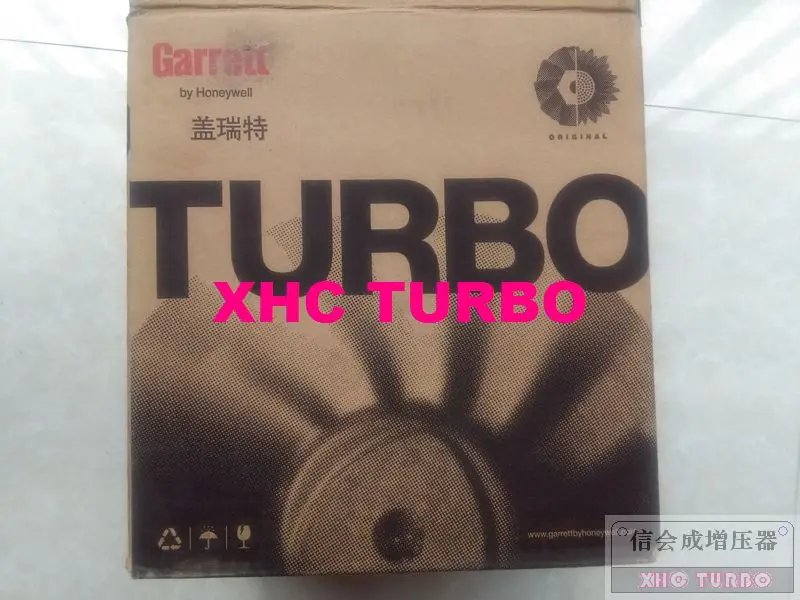 Garrett
by Honeywell
盖瑞特
ORIGINAL
TURBO
XHC TURBO
www.garrettbyhoneywe
信会成增压器
XHC TURBO